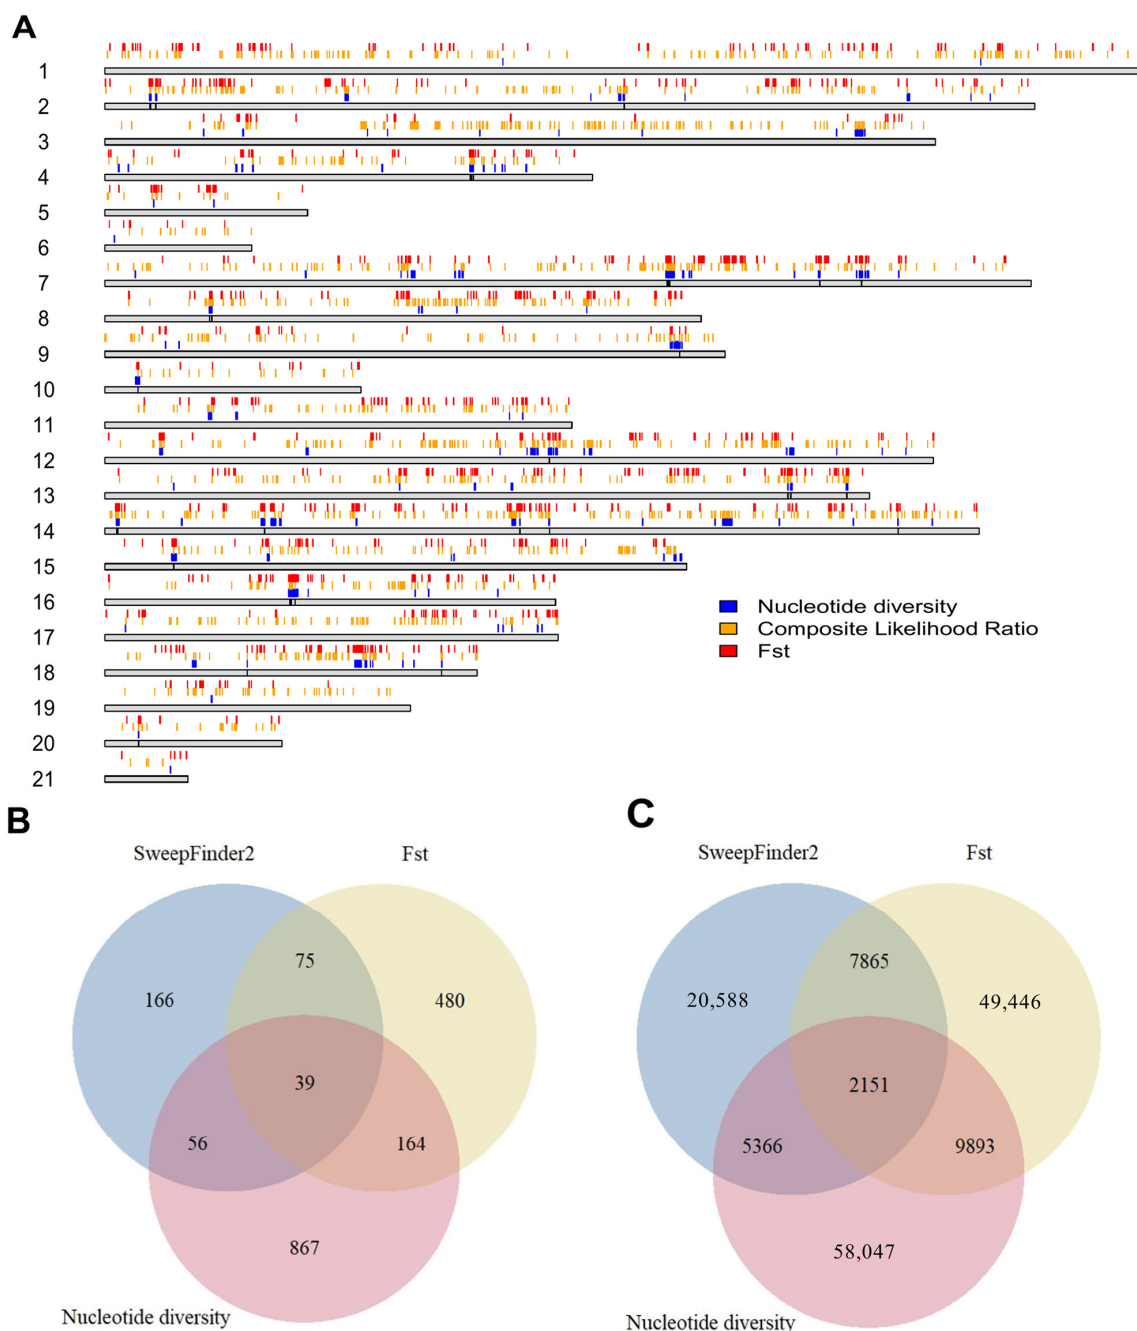 A
1
2
3
4
5
6
7
8
9
10
11
12
13
14
15
16
17
18
19
20
21
Nucleotide diversity
Composite Likelihood Ratio
Fst
B
SweepFinder2
Fst
75
166
480
39
56
164
867
Nucleotide diversity
C
SweepFinder2
Fst
7865
20,588
49,446
2151
5366
9893
58,047
Nucleotide diversity